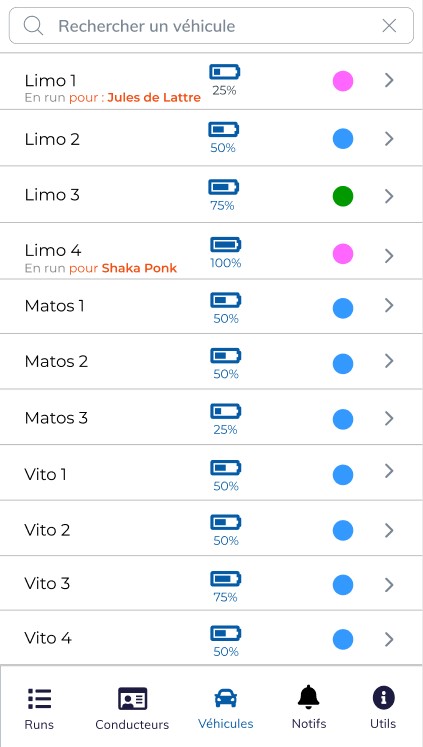 Rechercher un véhicule
Limo 1
25%
En run pour : Jules de Lattre
Limo 2
50%
Limo 3
75%
Limo 4
100%
En run pour Shaka Ponk
Matos 1
50%
Matos 2
50%
Matos 3
25%
Vito 1
50%
Vito 2
50%
Vito 3
75%
Vito 4
50%
Runs
Conducteurs
Véhicules
Notifs
Utils